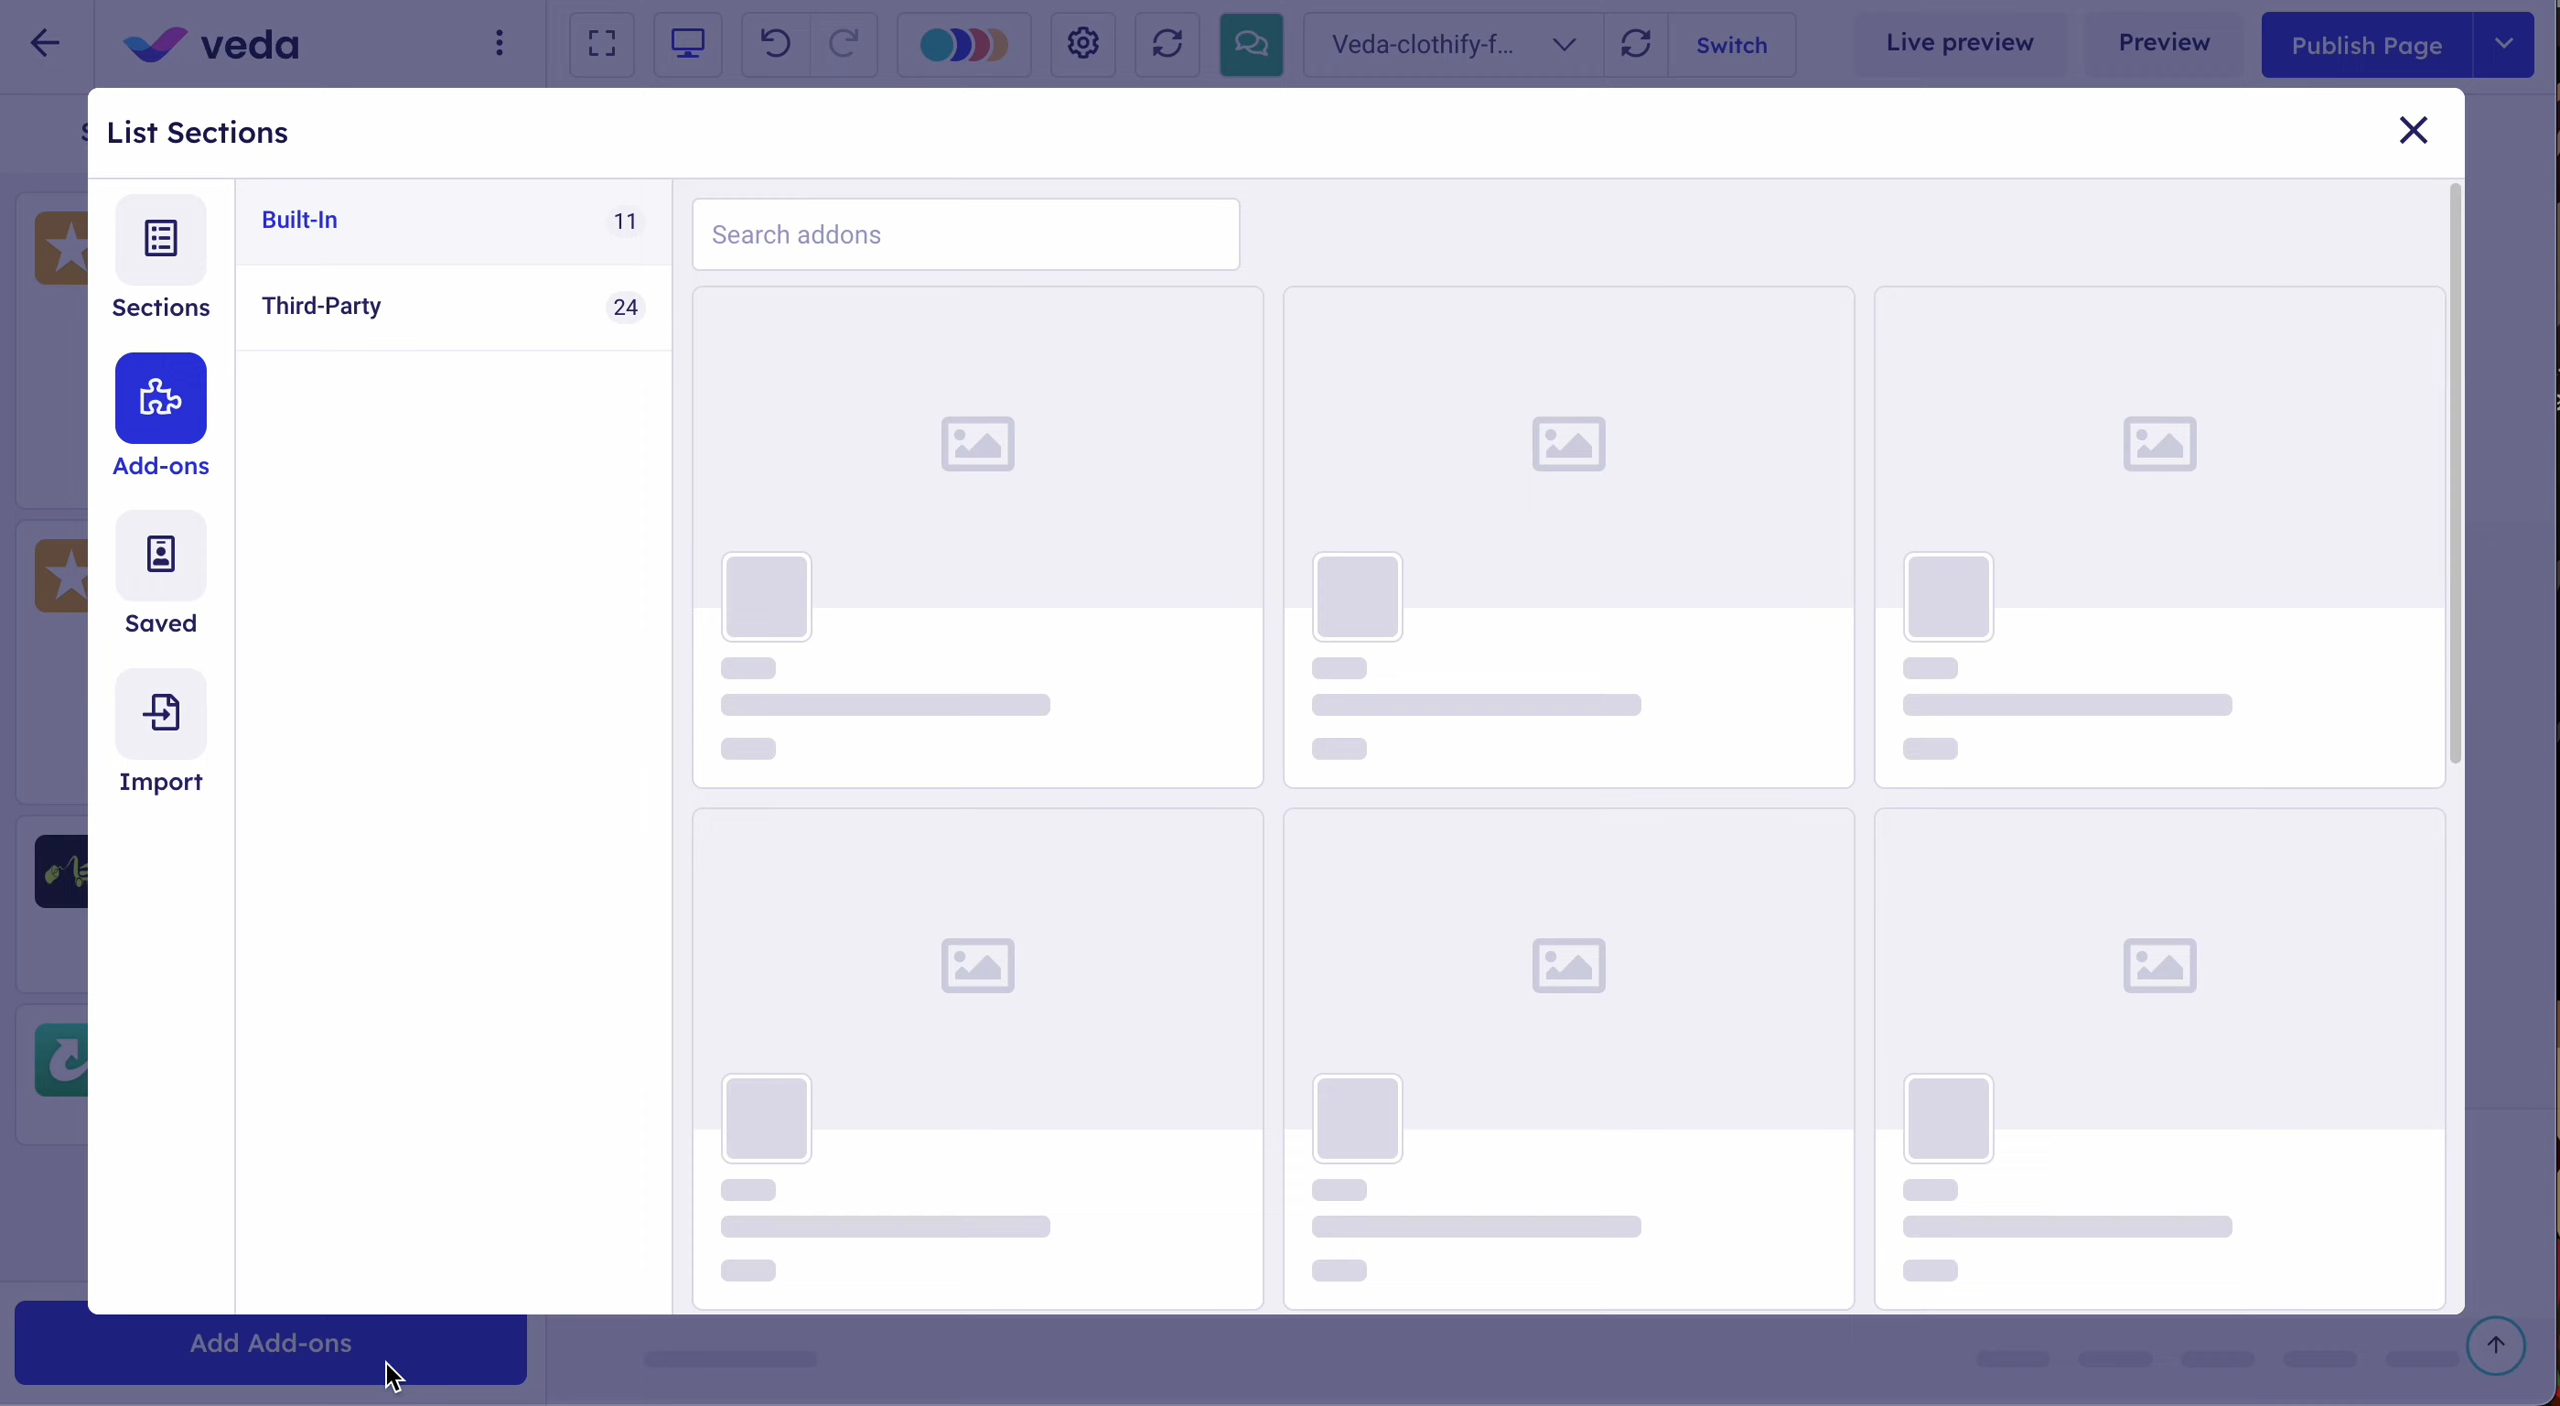 veda
Veda-clothify-f...
Switch
Live preview
Preview
Publish Page
List Sections
Sections
Add-ons
Saved
Import
Built-In
11
Third-Party
24
Search addons
Add Add-ons